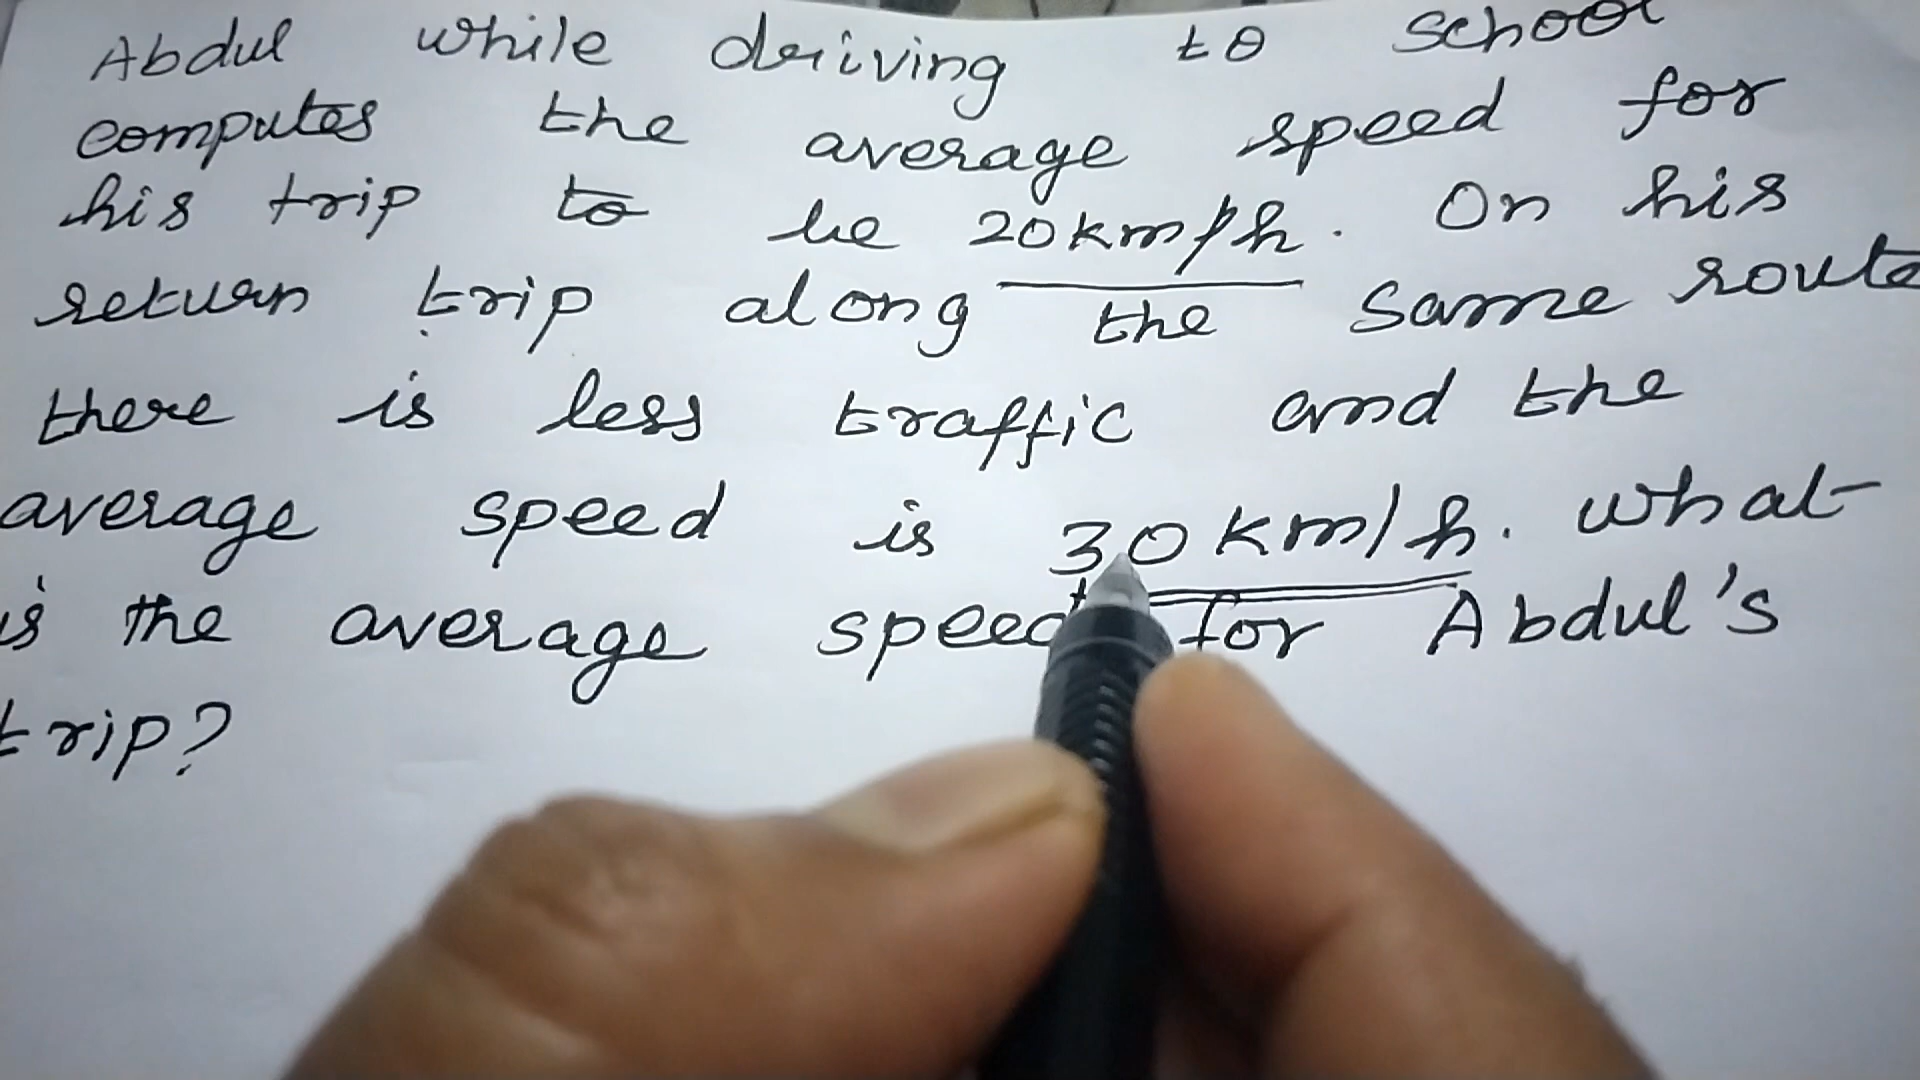 Abdul while driving to school
computes the average speed for
his trip to be 20km/h. On his
return trip along the same route
there is less traffic and the
average speed is 30km/h. what
is the average speed for Abdul's
trip?